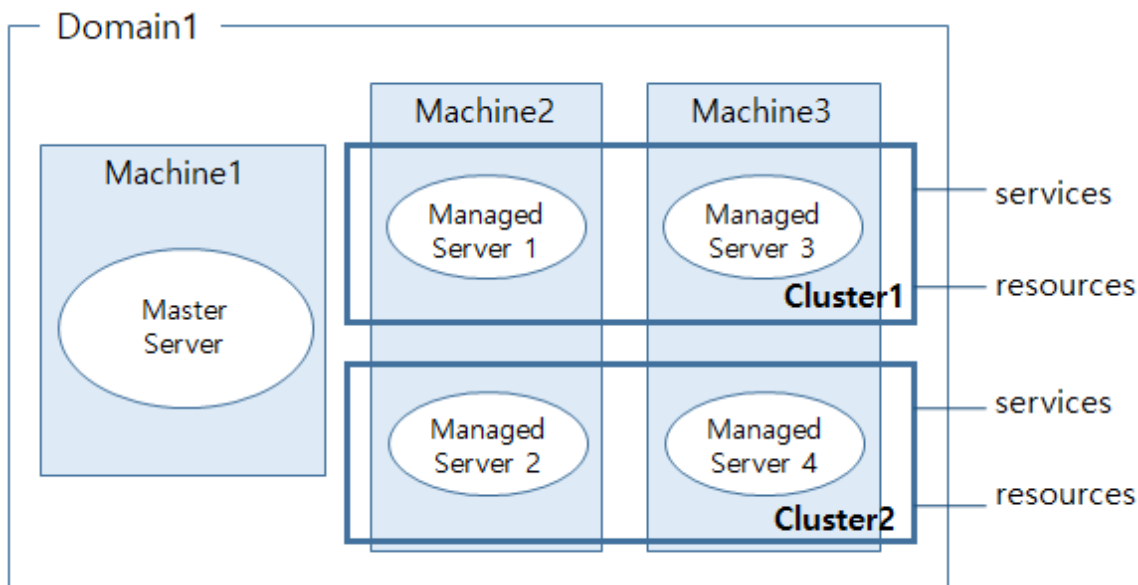 Domain1
Machine1
Master
Server
Machine2
Machine3
Managed
Server 1
Managed
Server 3
Cluster1
services
resources
Managed
Server 2
Managed
Server 4
Cluster2
services
resources